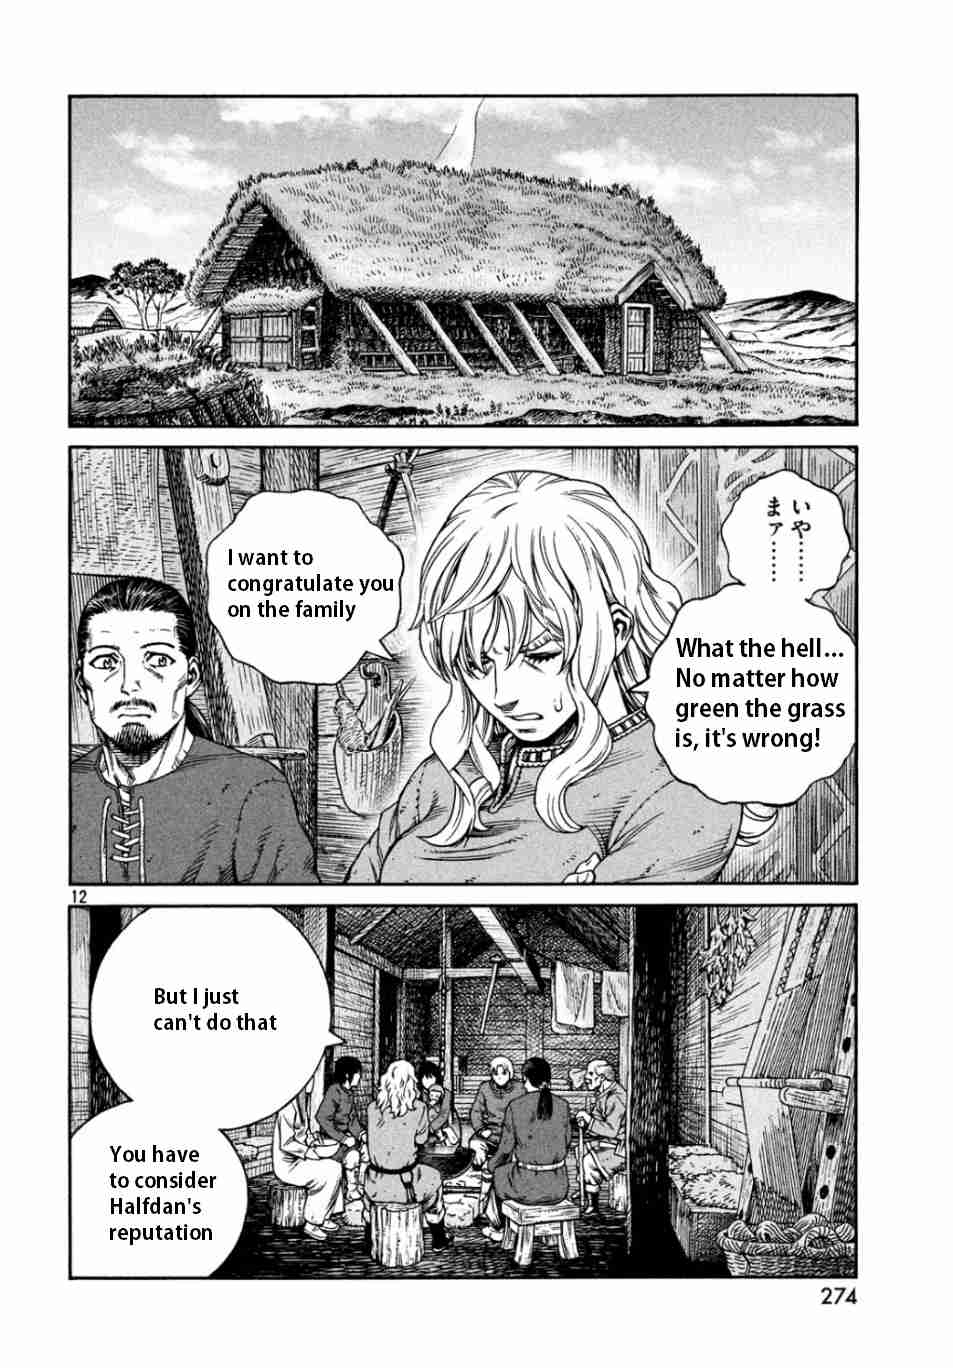 いや……
まァ……
What the hell...
No matter how
green the grass
is, it's wrong!
I want to
congratulate you
on the family
12
But I just
can't do that
You have
to consider
Halfdan's
reputation
274